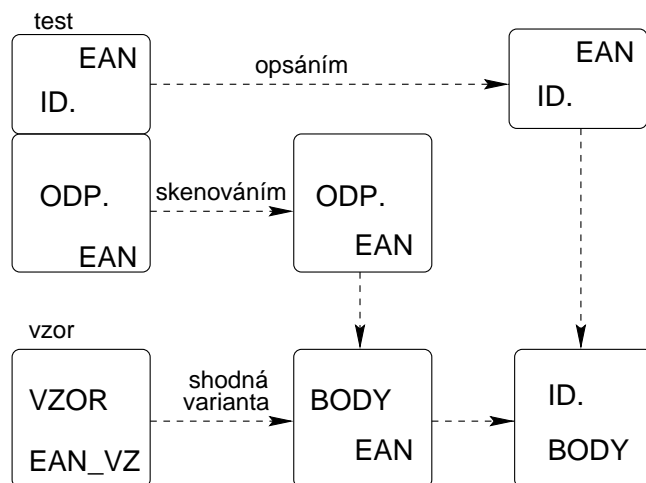 test
EAN
ID.
opsáním
EAN
ID.
ODP.
EAN
skenováním
ODP.
EAN
vzor
VZOR
EAN_VZ
shodná
varianta
BODY
EAN
ID.
BODY